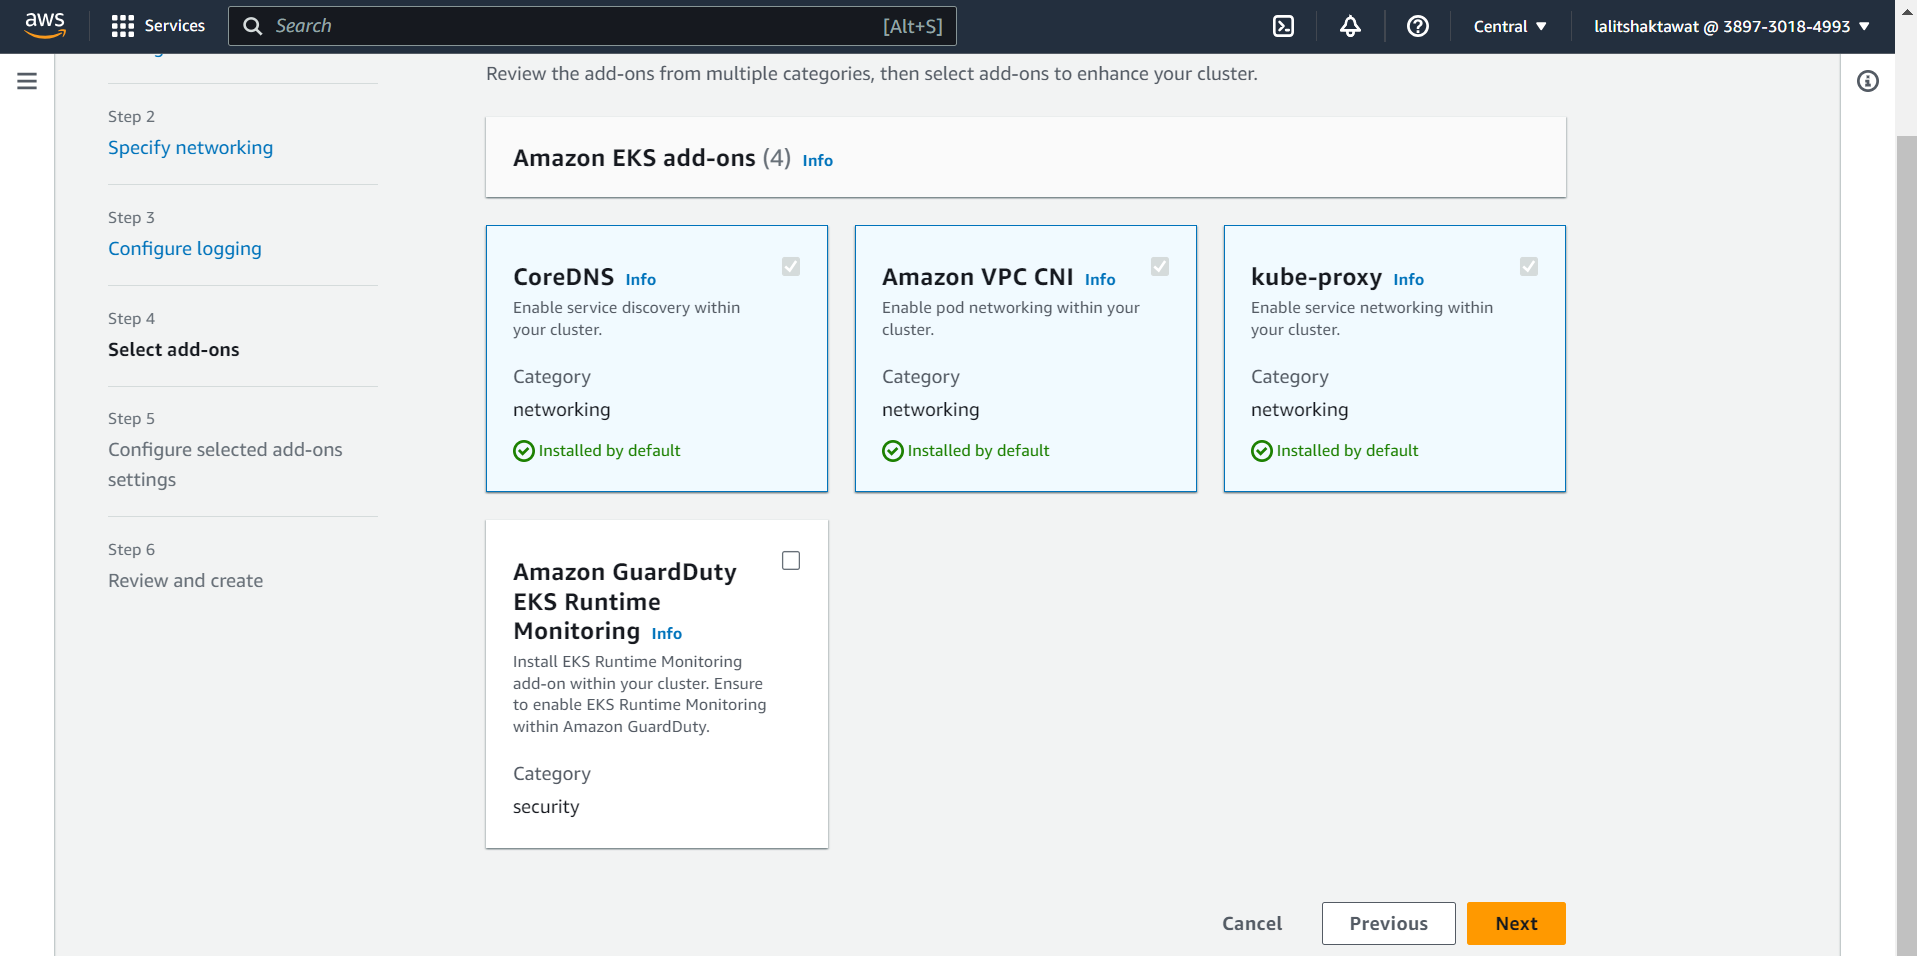 aws
Services
Search
[Alt+S]
Central
lalitshaktawat @ 3897-3018-4993
Step 2
Specify networking
Step 3
Configure logging
Step 4
Select add-ons
Step 5
Configure selected add-ons
settings
Step 6
Review and create
Review the add-ons from multiple categories, then select add-ons to enhance your cluster.
Amazon EKS add-ons (4) Info
CoreDNS Info
Enable service discovery within
your cluster.
Category
networking
Installed by default
Amazon VPC CNI Info
Enable pod networking within your
cluster.
Category
networking
Installed by default
kube-proxy Info
Enable service networking within
your cluster.
Category
networking
Installed by default
Amazon GuardDuty
EKS Runtime
Monitoring Info
Install EKS Runtime Monitoring
add-on within your cluster. Ensure
to enable EKS Runtime Monitoring
within Amazon GuardDuty.
Category
security
Cancel
Previous
Next